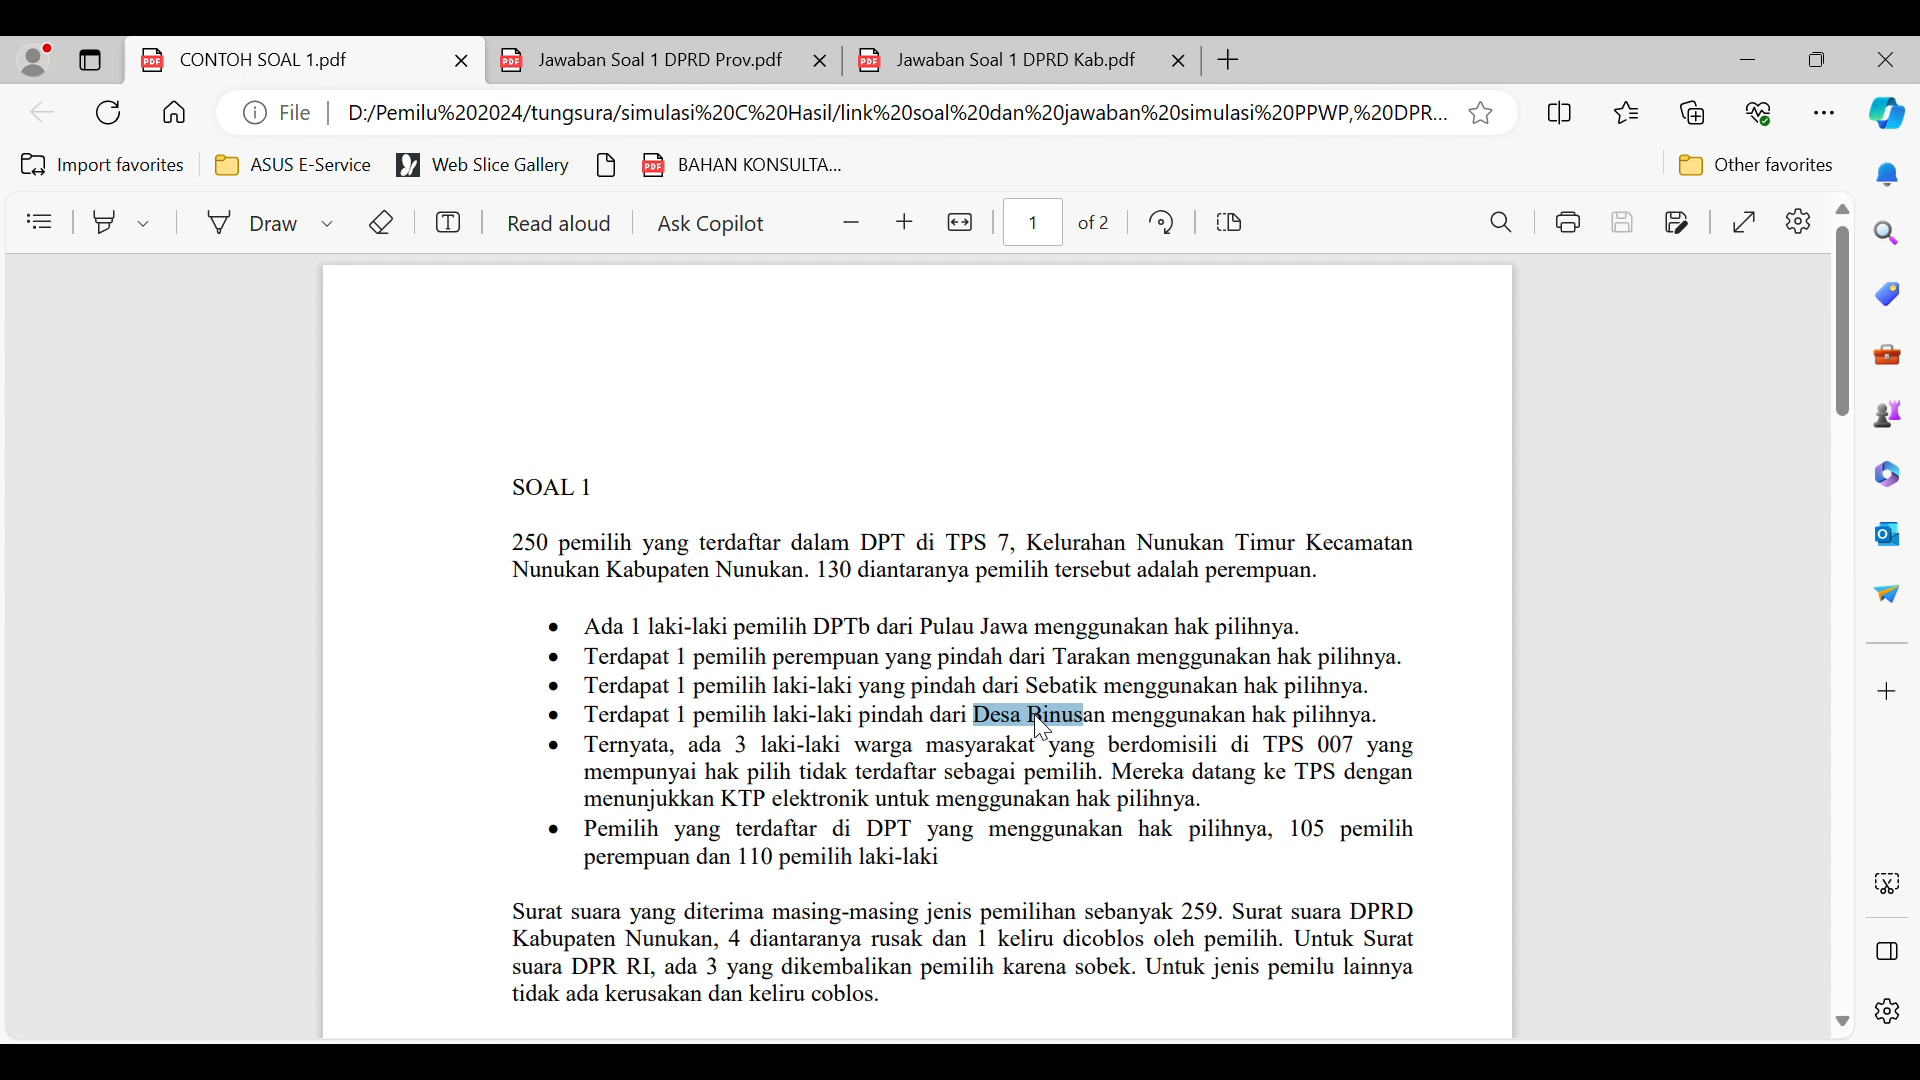 CONTOH SOAL 1.pdf
Jawaban Soal 1 DPRD Prov.pdf
Jawaban Soal 1 DPRD Kab.pdf
File
D:/Pemilu%202024/tungsura/simulasi%20C%20Hasil/link%20soal%20dan%20jawaban%20simulasi%20PPWP,%20DPR...
Import favorites
ASUS E-Service
Web Slice Gallery
BAHAN KONSULTA...
Other favorites
Draw
Read aloud
Ask Copilot
1
of 2
SOAL 1
250 pemilih yang terdaftar dalam DPT di TPS 7, Kelurahan Nunukan Timur Kecamatan
Nunukan Kabupaten Nunukan. 130 diantaranya pemilih tersebut adalah perempuan.
• Ada 1 laki-laki pemilih DPTb dari Pulau Jawa menggunakan hak pilihnya.
• Terdapat 1 pemilih perempuan yang pindah dari Tarakan menggunakan hak pilihnya.
• Terdapat 1 pemilih laki-laki yang pindah dari Sebatik menggunakan hak pilihnya.
• Terdapat 1 pemilih laki-laki pindah dari Desa Binusan menggunakan hak pilihnya.
• Ternyata, ada 3 laki-laki warga masyarakat yang berdomisili di TPS 007 yang
mempunyai hak pilih tidak terdaftar sebagai pemilih. Mereka datang ke TPS dengan
menunjukkan KTP elektronik untuk menggunakan hak pilihnya.
• Pemilih yang terdaftar di DPT yang menggunakan hak pilihnya, 105 pemilih
perempuan dan 110 pemilih laki-laki
Surat suara yang diterima masing-masing jenis pemilihan sebanyak 259. Surat suara DPRD
Kabupaten Nunukan, 4 diantaranya rusak dan 1 keliru dicoblos oleh pemilih. Untuk Surat
suara DPR RI, ada 3 yang dikembalikan pemilih karena sobek. Untuk jenis pemilu lainnya
tidak ada kerusakan dan keliru coblos.